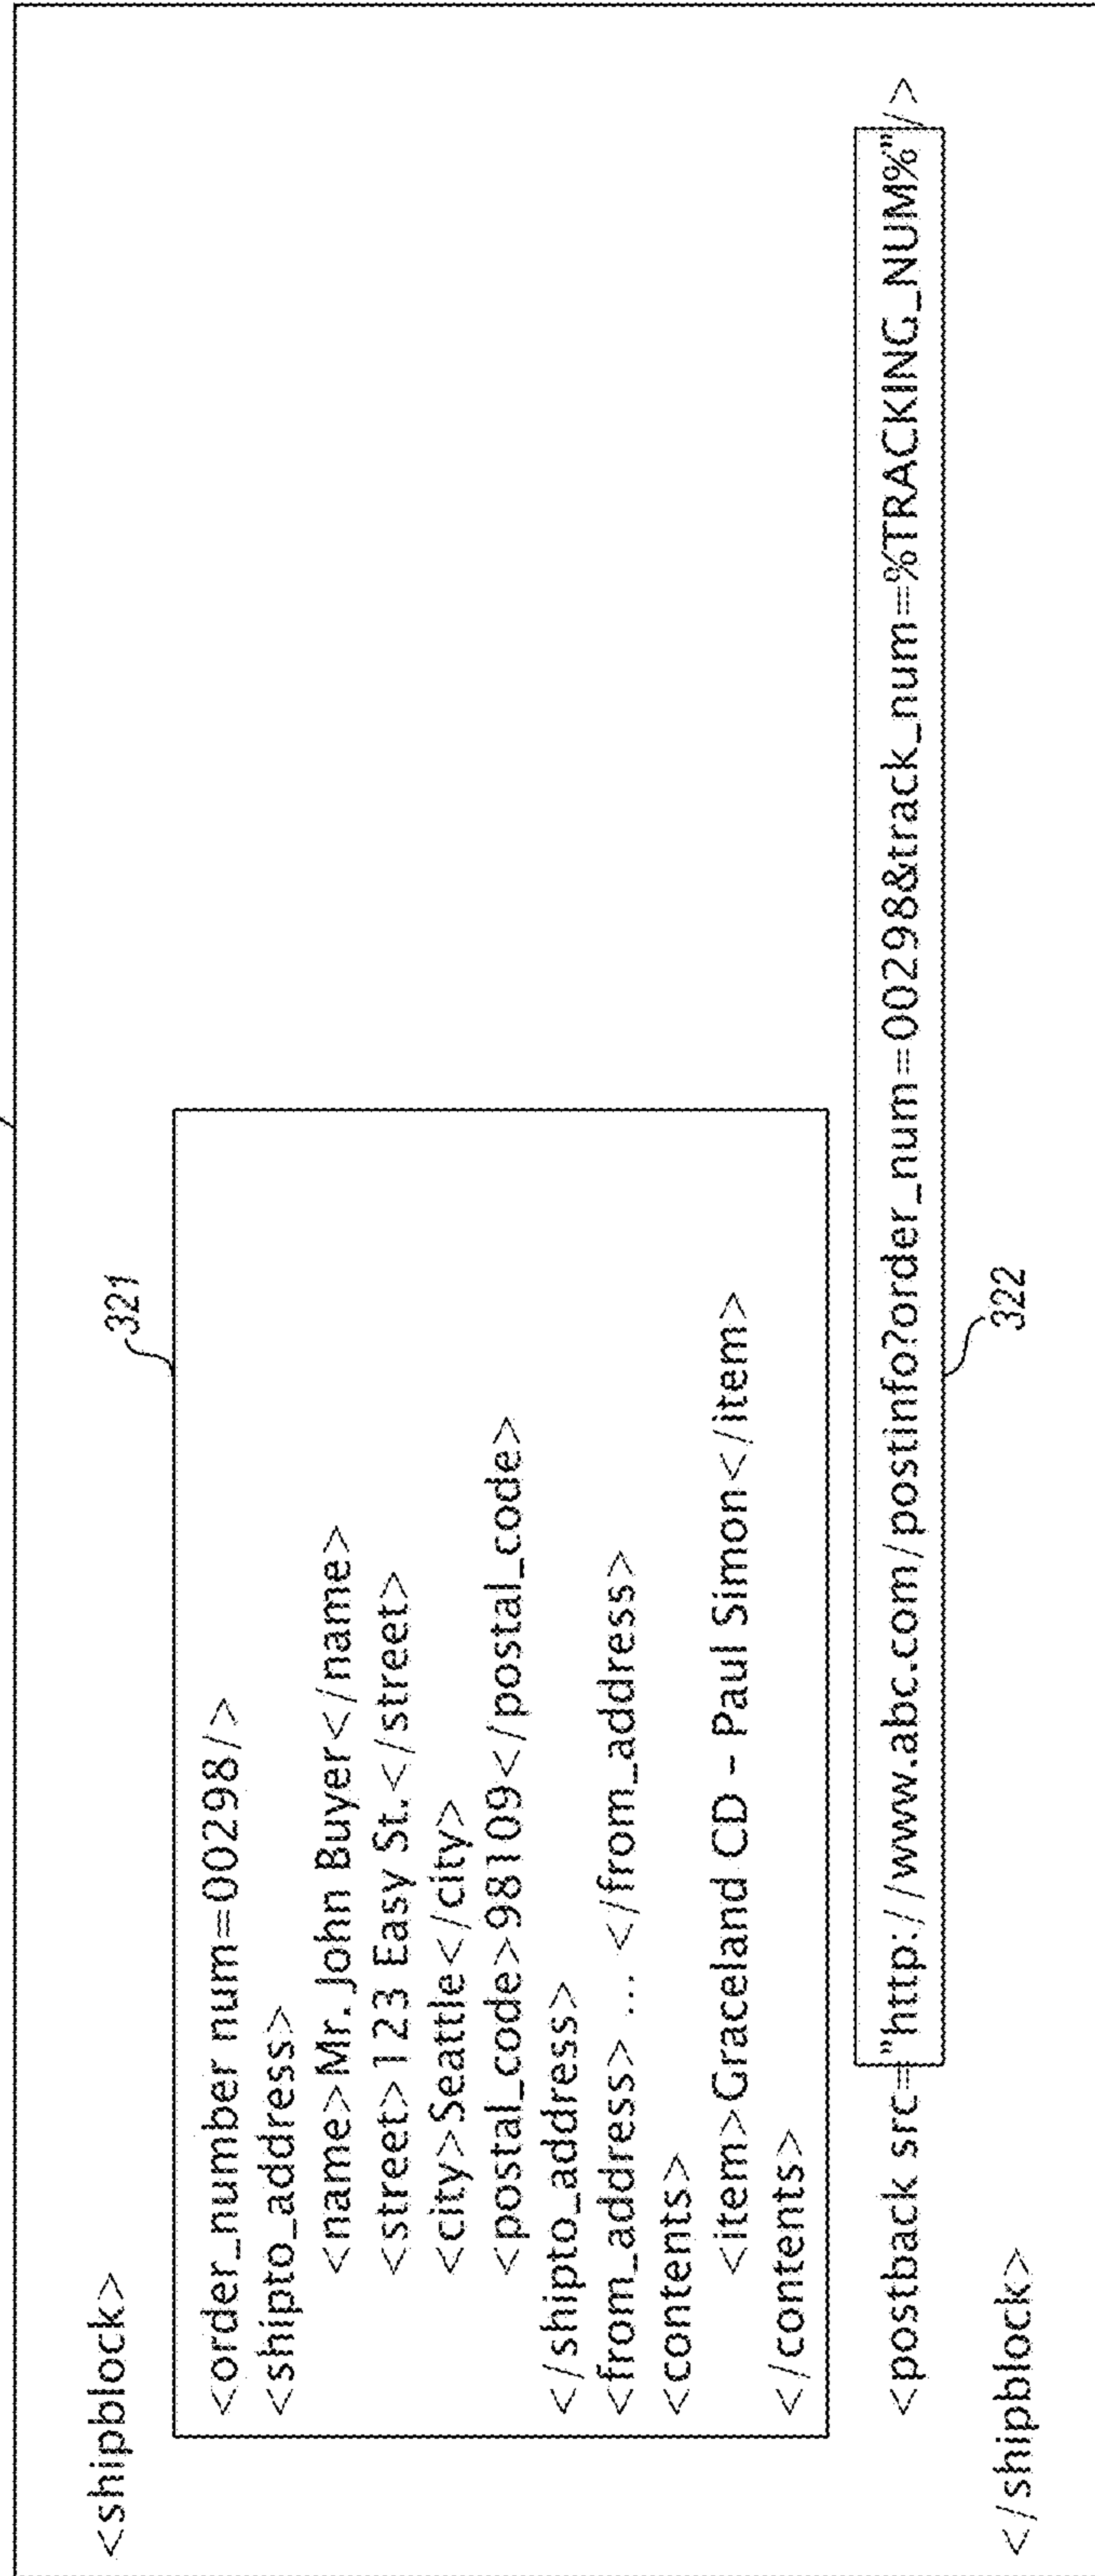 <shipblock>
321
<order_number num=00298/>
<shipto_address>
<name>Mr. John Buyer</name>
<street>123 Easy St.</street>
<city>Seattle</city>
<postal_code>98109</postal_code>
</shipto_address>
<from_address> ... </from_address>
<contents>
<item>Graceland CD - Paul Simon</item>
</contents>
<postback src="http://www.abc.com/postinfo?order_num=00298&track_num=%TRACKING_NUM%"/>
322
</shipblock>